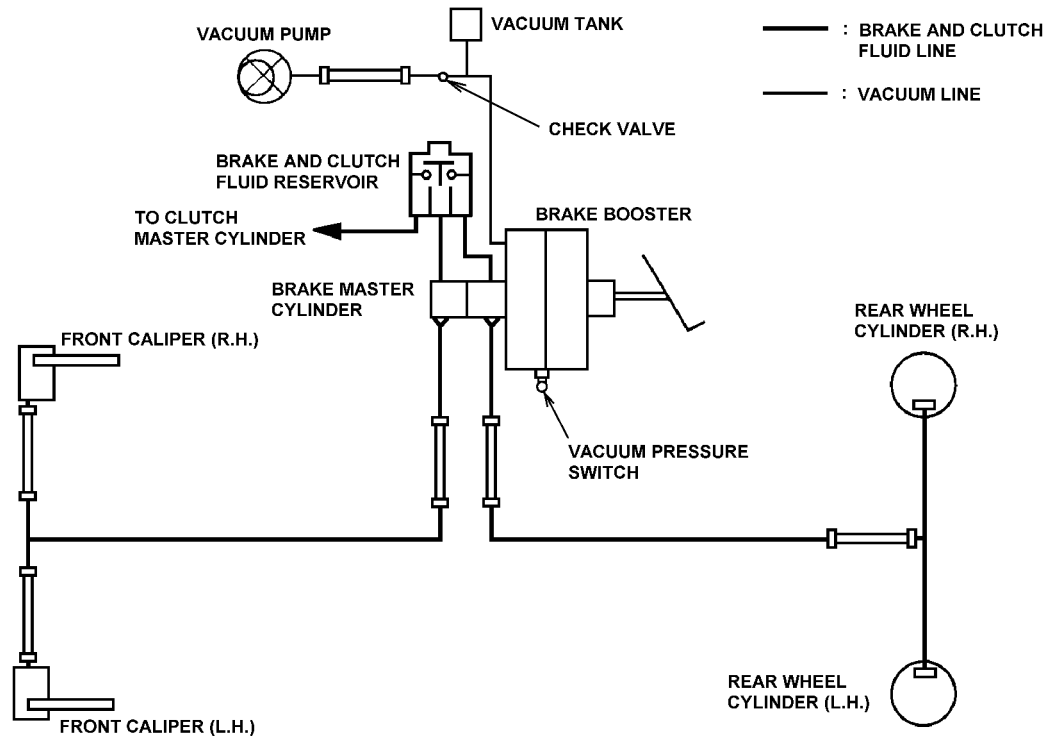 VACUUM TANK
VACUUM PUMP
: BRAKE AND CLUTCH
FLUID LINE
: VACUUM LINE
CHECK VALVE
BRAKE AND CLUTCH
FLUID RESERVOIR
TO CLUTCH
MASTER CYLINDER
BRAKE BOOSTER
BRAKE MASTER
CYLINDER
REAR WHEEL
CYLINDER (R.H.)
FRONT CALIPER (R.H.)
VACUUM PRESSURE
SWITCH
REAR WHEEL
CYLINDER (L.H.)
FRONT CALIPER (L.H.)